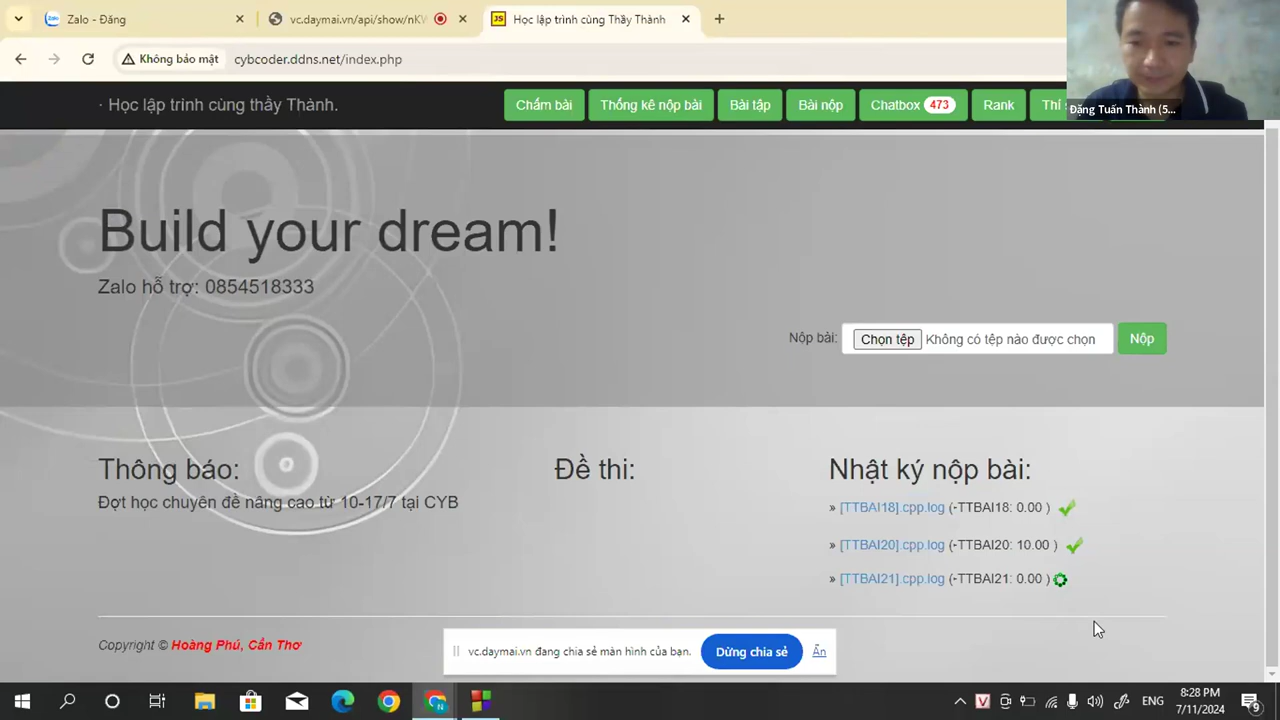 Zalo - Đăng
vc.daymai.vn/api/show/nKW
Học lập trình cùng Thầy Thành
Không bảo mật
cybcoder.ddns.net/index.php
· Học lập trình cùng thầy Thành.
Chấm bài
Thống kê nộp bài
Bài tập
Bài nộp
Chatbox 473
Rank
Thí
Đặng Tuấn Thành (5...
Build your dream!
Zalo hỗ trợ: 0854518333
Nộp bài: Chọn tệp Không có tệp nào được chọn Nộp
Thông báo:
Đợt học chuyên đề nâng cao từ 10-17/7 tại CYB
Đề thi:
Nhật ký nộp bài:
» [TTBAI18].cpp.log (-TTBAI18: 0.00 )
» [TTBAI20].cpp.log (-TTBAI20: 10.00 )
» [TTBAI21].cpp.log (-TTBAI21: 0.00 )
Copyright © Hoàng Phú, Cần Thơ
vc.daymai.vn đang chia sẻ màn hình của bạn. Dừng chia sẻ Ẩn
ENG
8:28 PM
7/11/2024
9